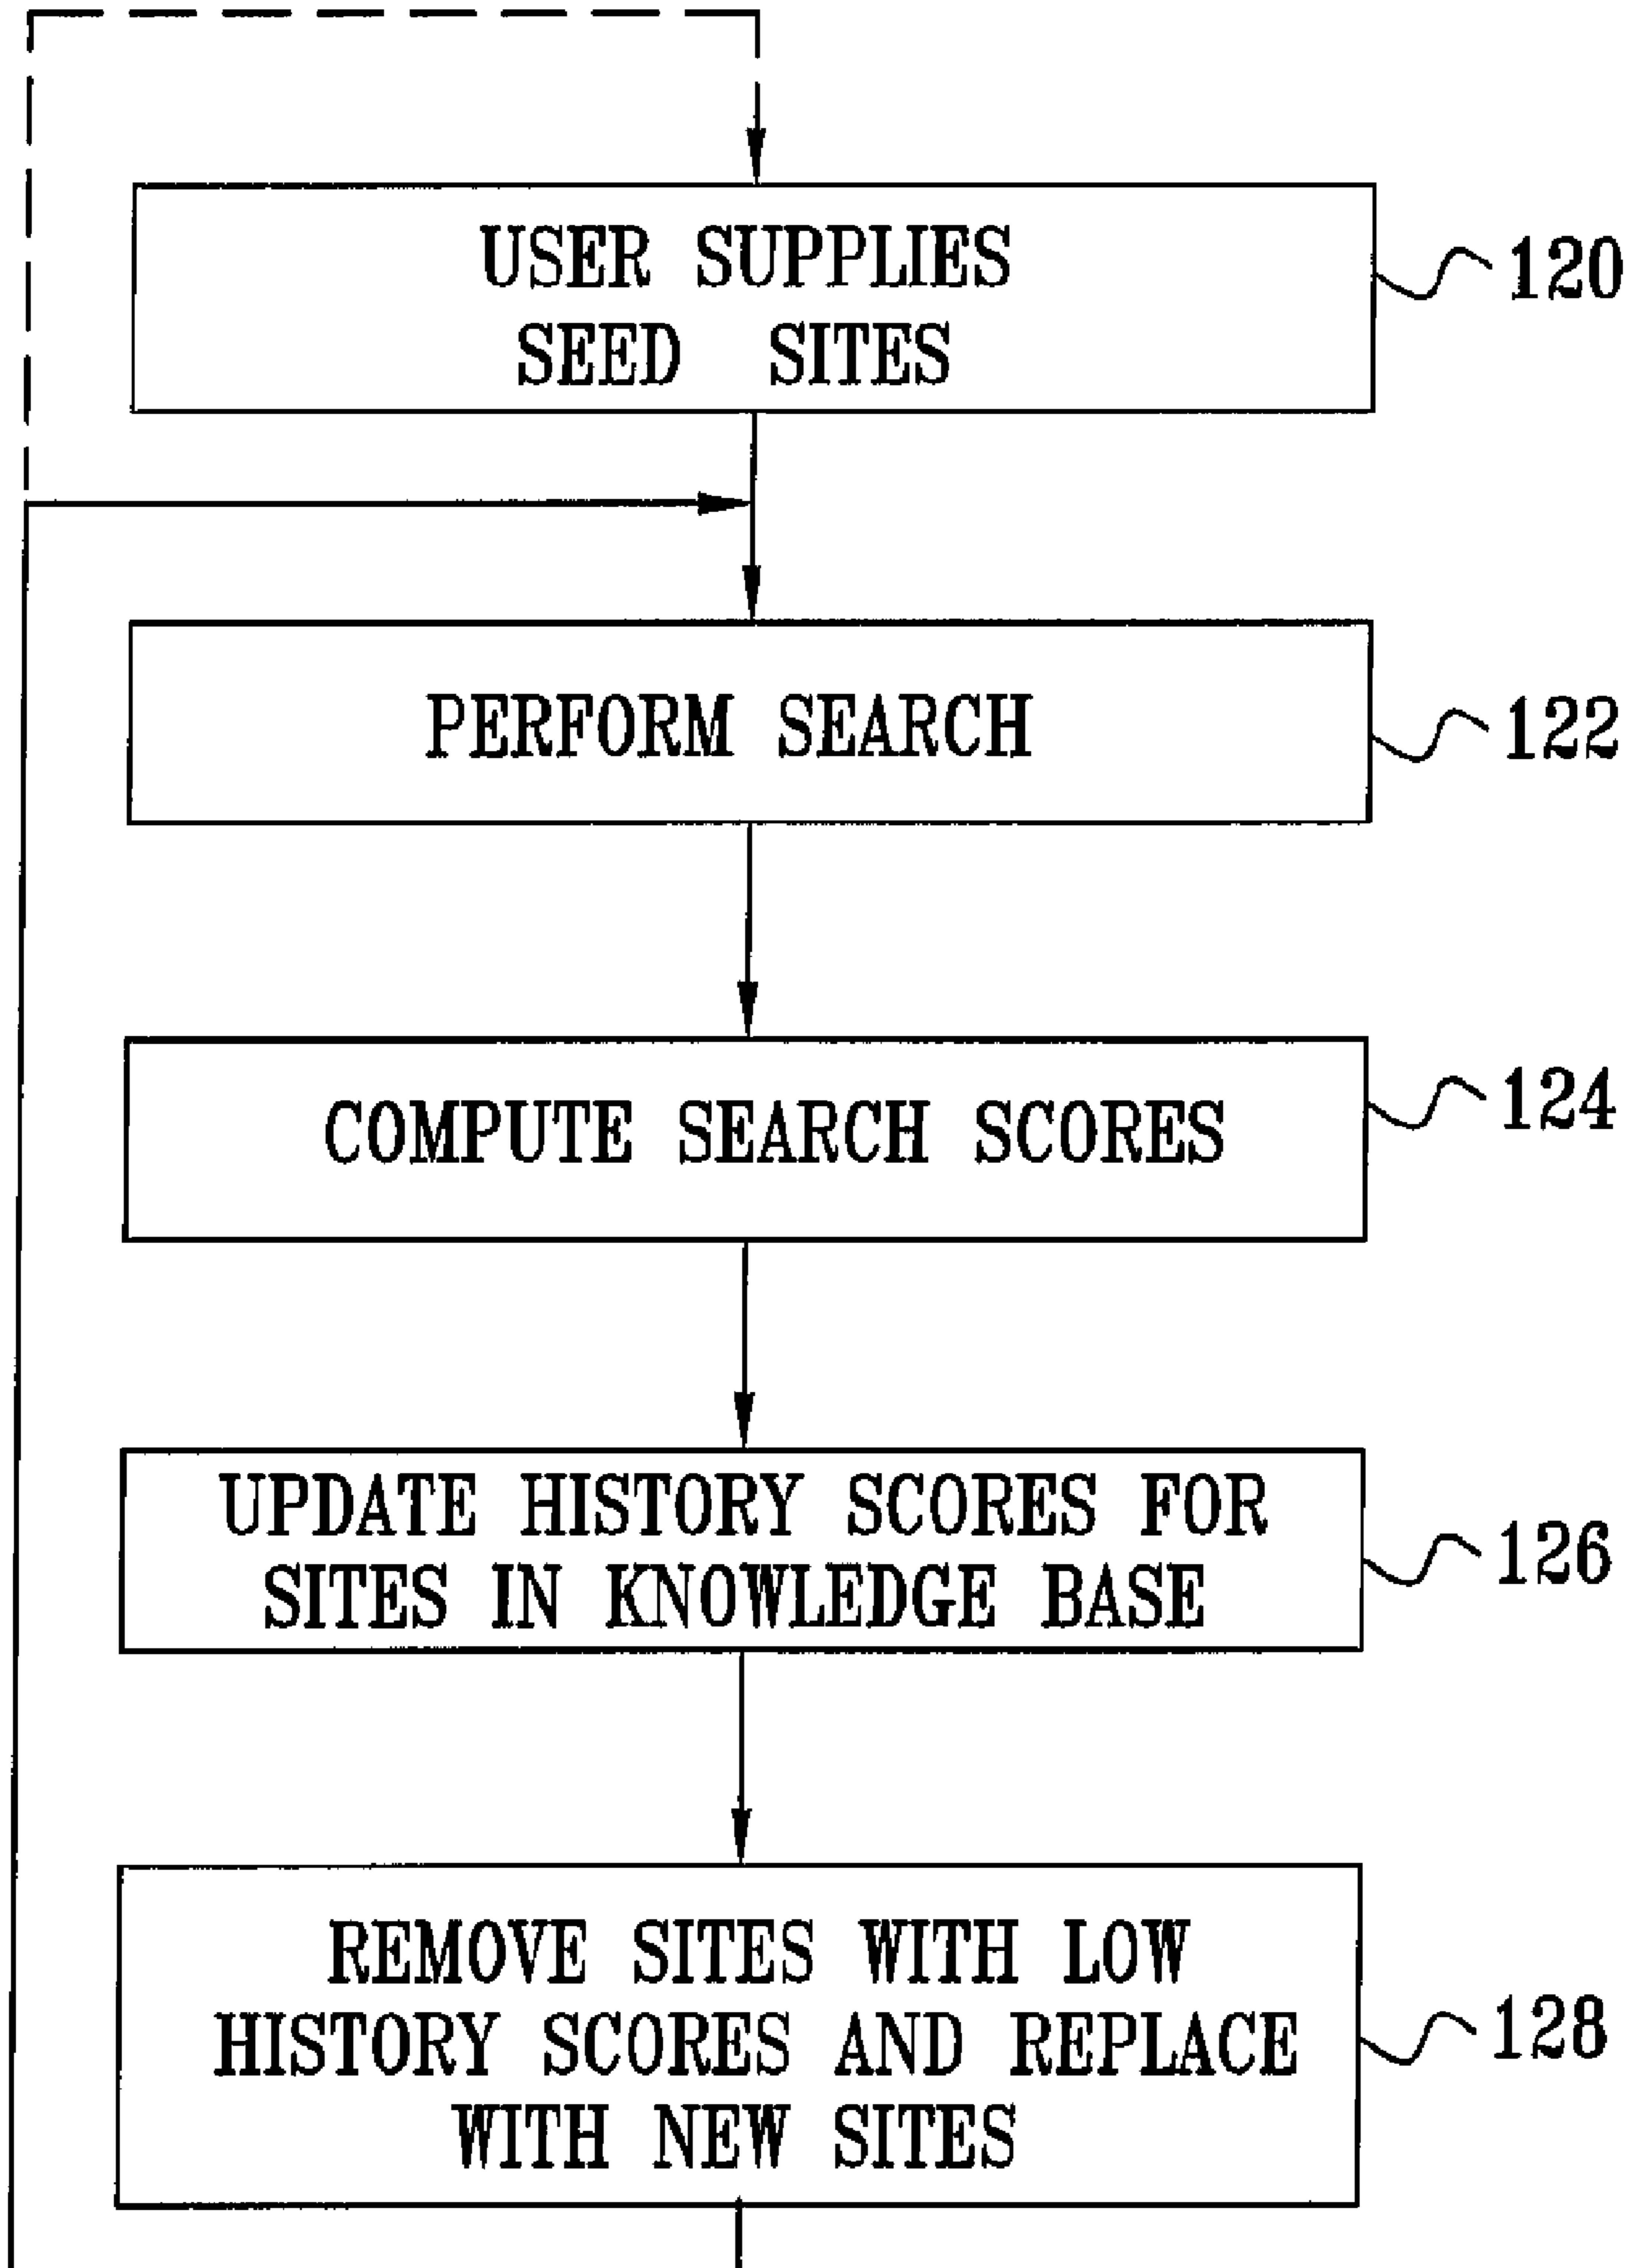 USER SUPPLIES
SEED SITES
120
PERFORM SEARCH
122
COMPUTE SEARCH SCORES
124
UPDATE HISTORY SCORES FOR
SITES IN KNOWLEDGE BASE
126
REMOVE SITES WITH LOW
HISTORY SCORES AND REPLACE
WITH NEW SITES
128